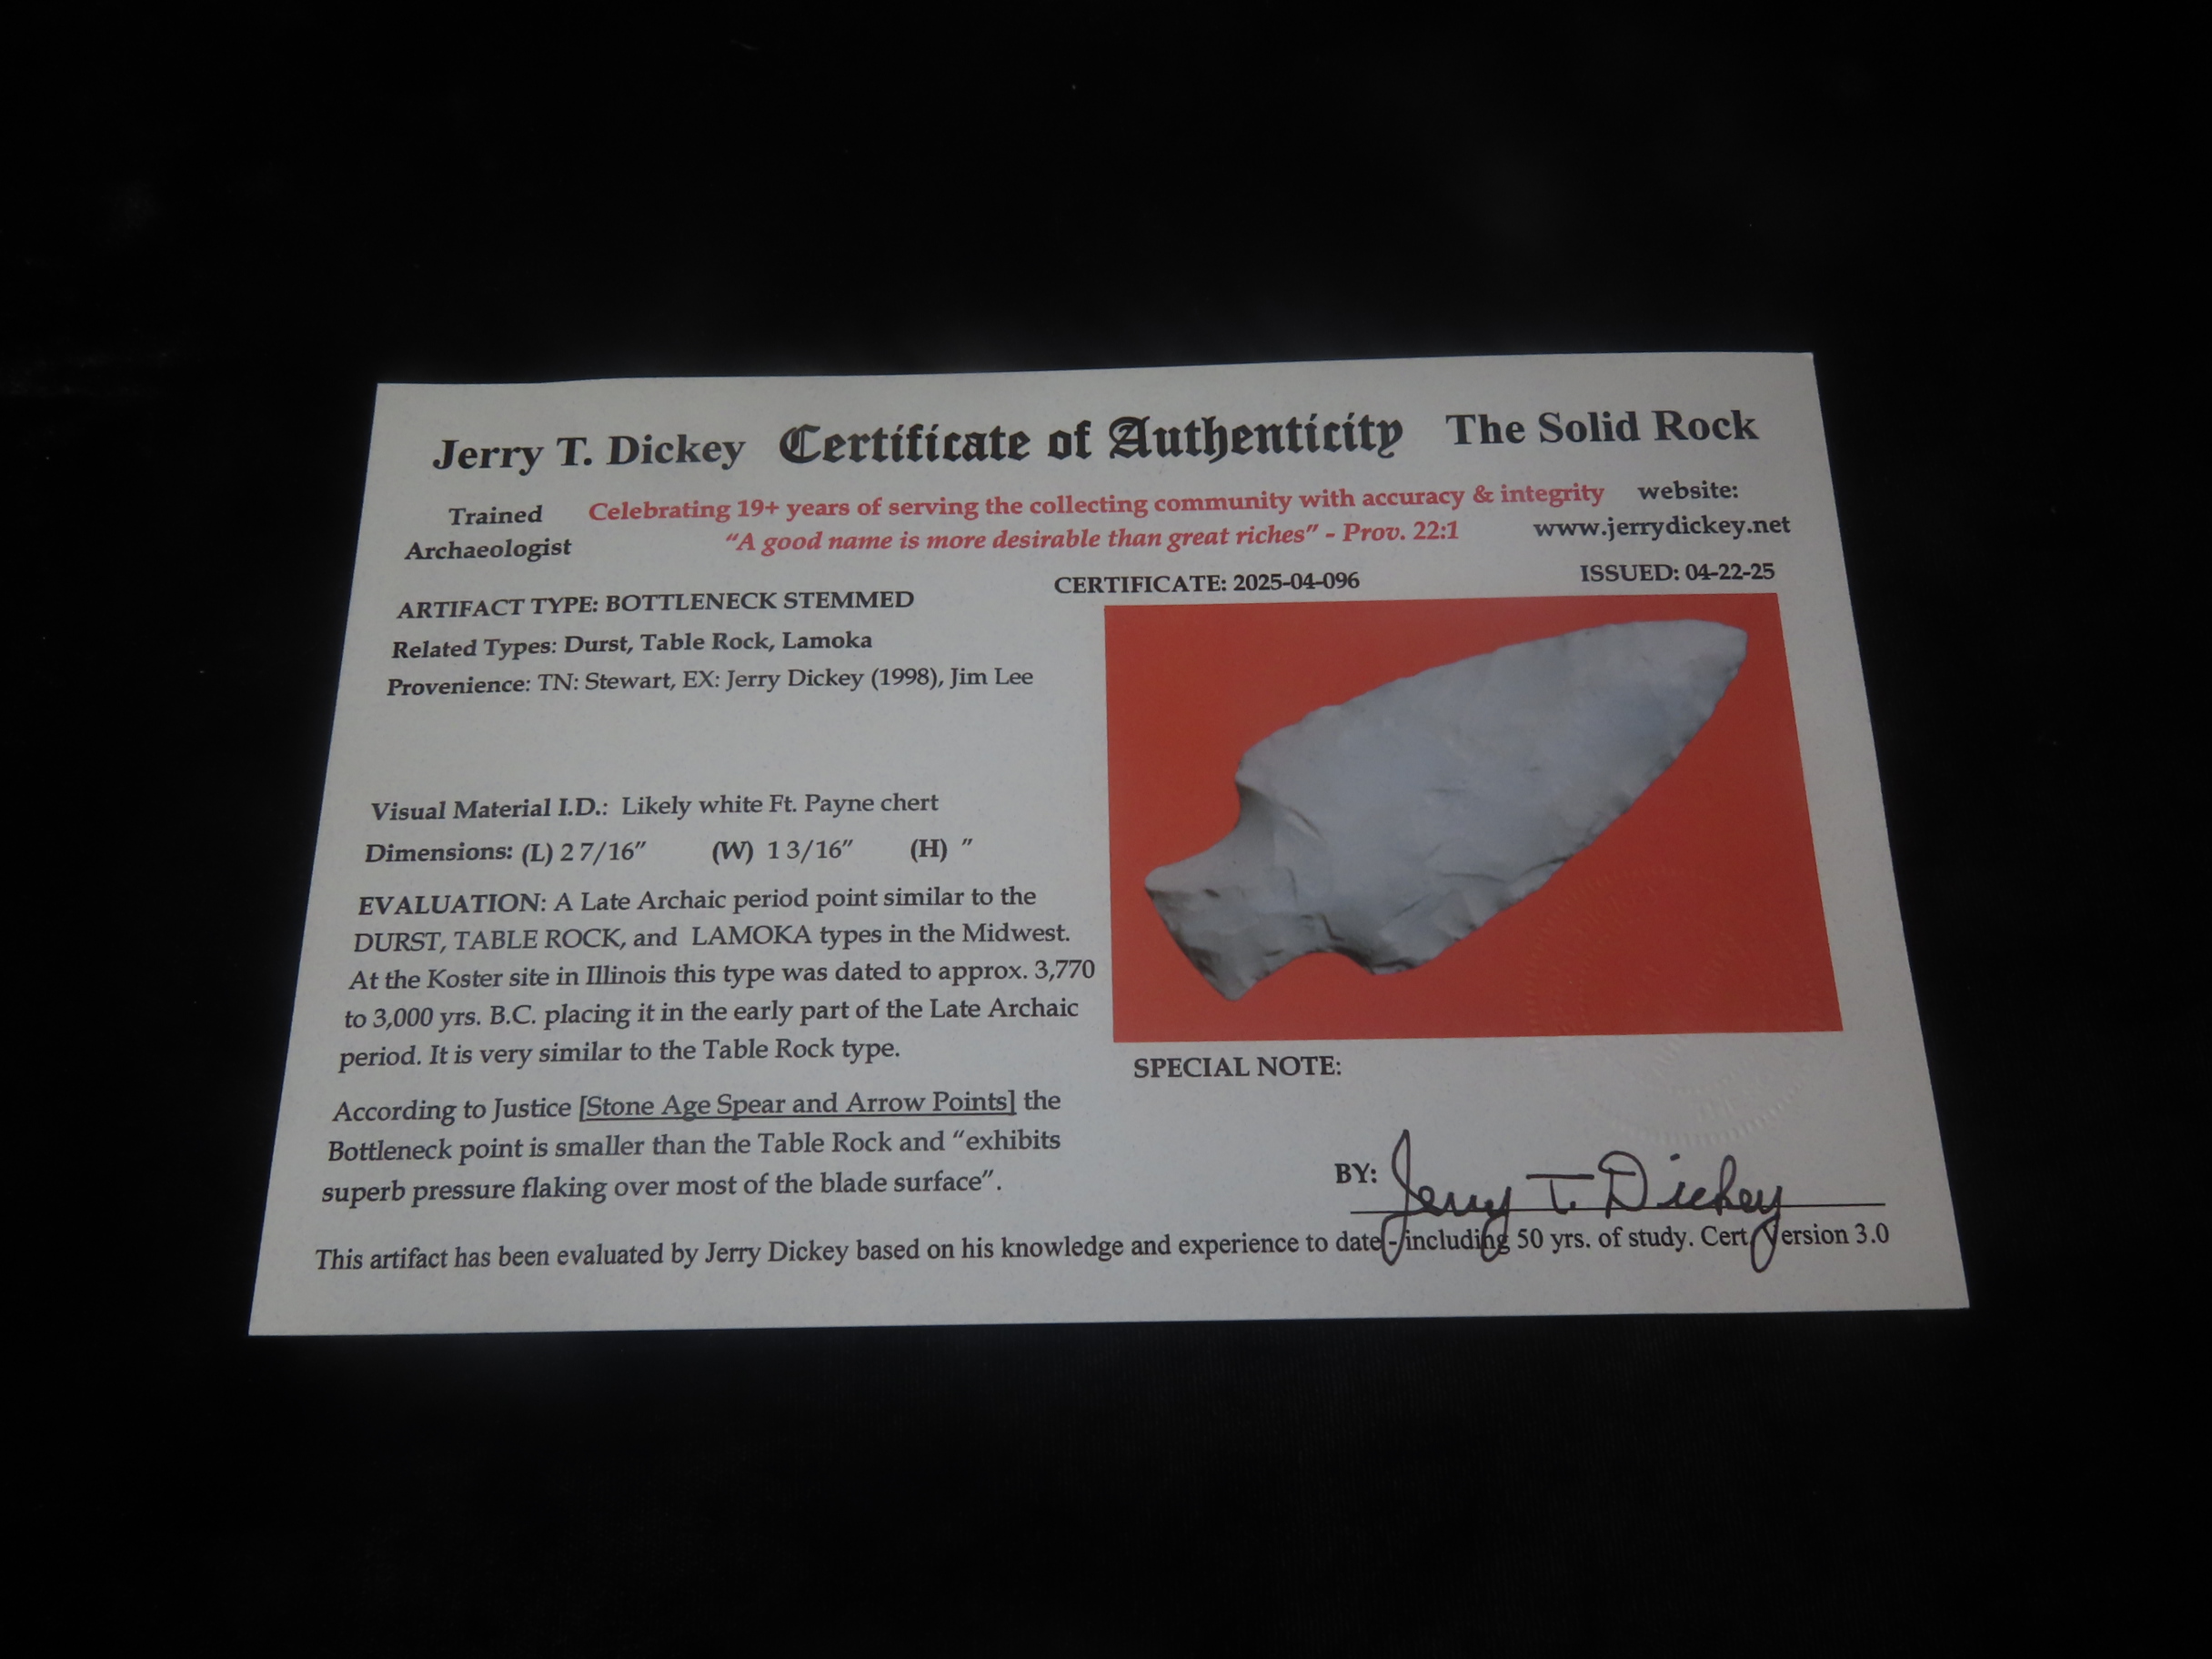 Jerry T. Dickey Certificate of Authenticity The Solid Rock
Trained Archaeologist
Celebrating 19+ years of serving the collecting community with accuracy & integrity
"A good name is more desirable than great riches" - Prov. 22:1
website:
www.jerrydickey.net
CERTIFICATE: 2025-04-096
ISSUED: 04-22-25
ARTIFACT TYPE: BOTTLENECK STEMMED
Related Types: Durst, Table Rock, Lamoka
Provenience: TN: Stewart, EX: Jerry Dickey (1998), Jim Lee
Visual Material I.D.: Likely white Ft. Payne chert
Dimensions: (L) 2 7/16" (W) 1 3/16" (H) "
EVALUATION: A Late Archaic period point similar to the
DURST, TABLE ROCK, and LAMOKA types in the Midwest.
At the Koster site in Illinois this type was dated to approx. 3,770
to 3,000 yrs. B.C. placing it in the early part of the Late Archaic
period. It is very similar to the Table Rock type.
According to Justice [Stone Age Spear and Arrow Points] the
Bottleneck point is smaller than the Table Rock and "exhibits
superb pressure flaking over most of the blade surface".
SPECIAL NOTE:
BY: Jerry T. Dickey
This artifact has been evaluated by Jerry Dickey based on his knowledge and experience to date - including 50 yrs. of study. Cert. Version 3.0